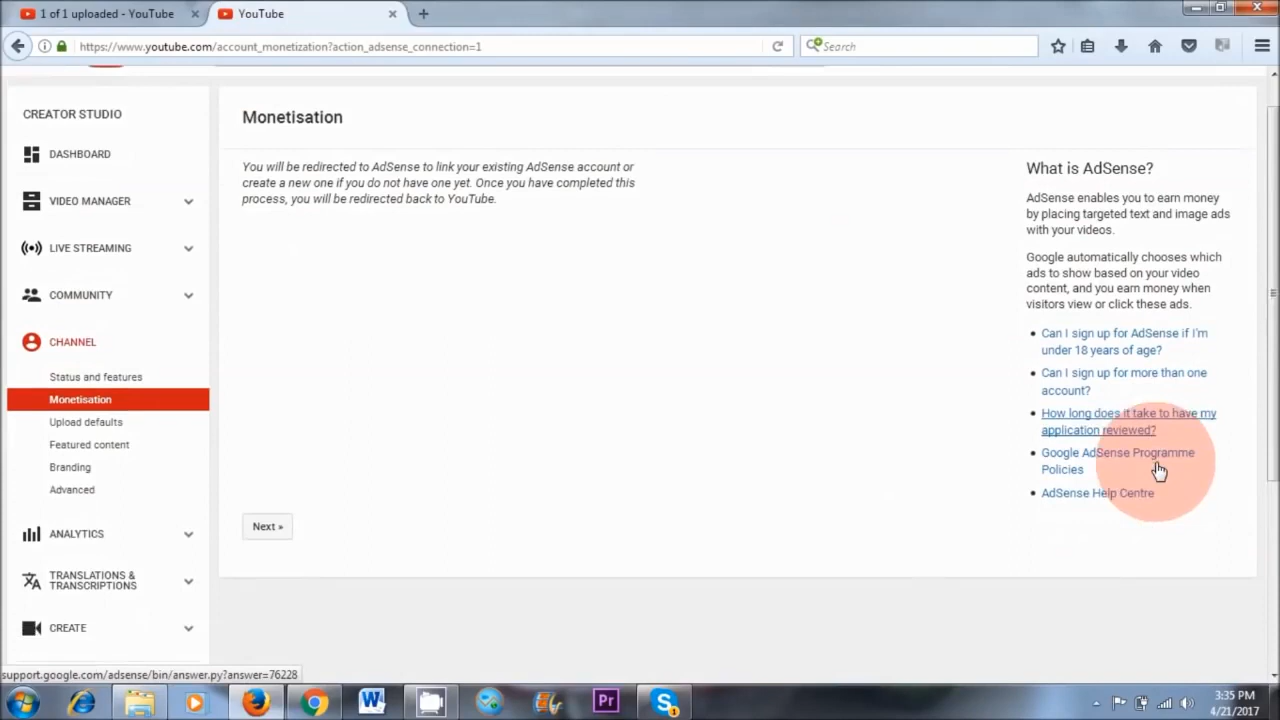 1 of 1 uploaded - YouTube
YouTube
https://www.youtube.com/account_monetization?action_adsense_connection=1
Search
CREATOR STUDIO
DASHBOARD
VIDEO MANAGER
LIVE STREAMING
COMMUNITY
CHANNEL
Status and features
Monetisation
Upload defaults
Featured content
Branding
Advanced
ANALYTICS
TRANSLATIONS &
TRANSCRIPTIONS
CREATE
Monetisation
You will be redirected to AdSense to link your existing AdSense account or
create a new one if you do not have one yet. Once you have completed this
process, you will be redirected back to YouTube.
Next »
What is AdSense?
AdSense enables you to earn money
by placing targeted text and image ads
with your videos.
Google automatically chooses which
ads to show based on your video
content, and you earn money when
visitors view or click these ads.
Can I sign up for AdSense if I'm
under 18 years of age?
Can I sign up for more than one
account?
How long does it take to have my
application reviewed?
Google AdSense Programme
Policies
AdSense Help Centre
support.google.com/adsense/bin/answer.py?answer=76228
W
Pr
S
1
3:35 PM
4/21/2017